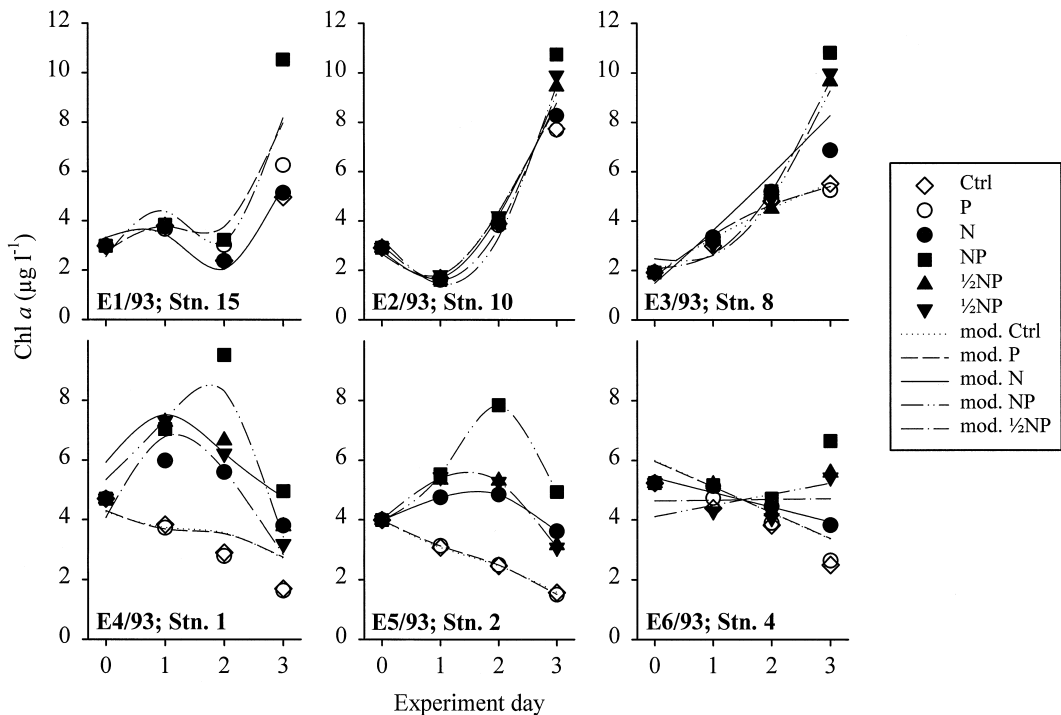 Chl a (µg l⁻¹)
12
10
8
6
4
2
0
E1/93; Stn. 15
12
10
8
6
4
2
0
E2/93; Stn. 10
12
10
8
6
4
2
0
E3/93; Stn. 8
8
6
4
2
0
E4/93; Stn. 1
0 1 2 3
8
6
4
2
0
E5/93; Stn. 2
0 1 2 3
8
6
4
2
0
E6/93; Stn. 4
0 1 2 3
Experiment day
Ctrl
P
N
NP
½NP
½NP
mod. Ctrl
mod. P
mod. N
mod. NP
mod. ½NP